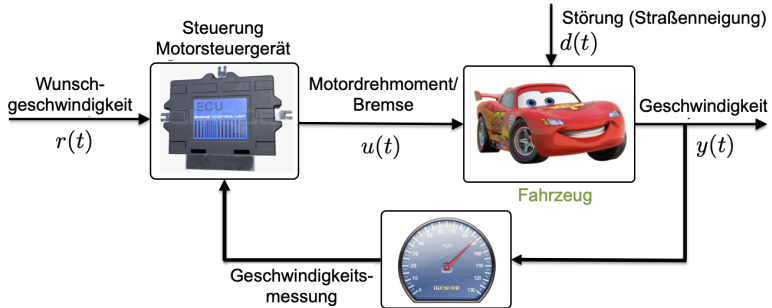 Steuerung
Motorsteuergerät
Störung (Straßenneigung)
d(t)
Wunsch-
geschwindigkeit
r(t)
ECU
Motordrehmoment/
Bremse
u(t)
Geschwindigkeit
y(t)
Fahrzeug
Geschwindigkeits-
messung